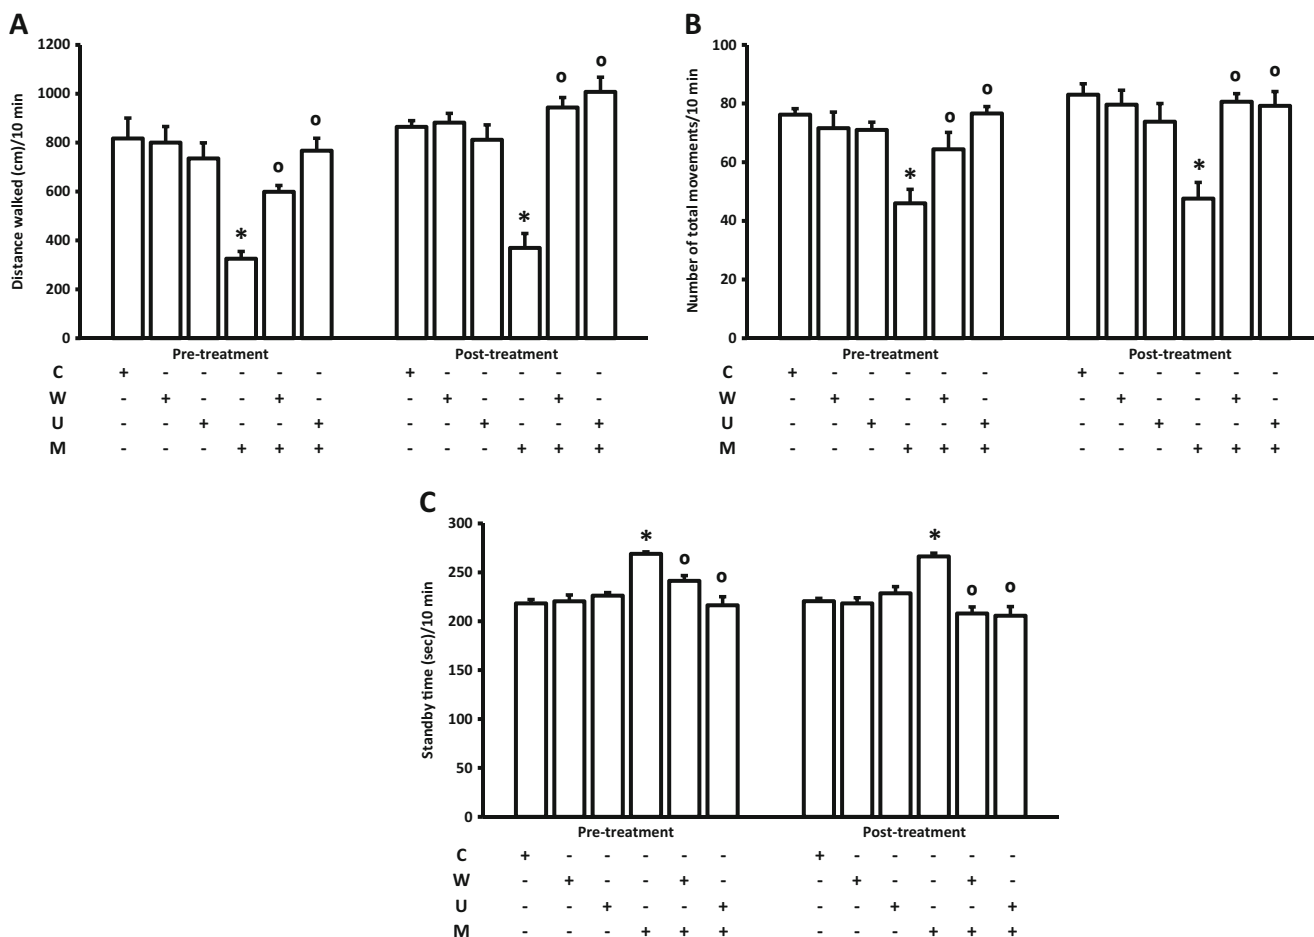 A
Distance walked (cm)/10 min
1200
1000
800
600
400
200
0
* o o * o o
Pre-treatment Post-treatment
C + - - - - - + - - - - -
W - + - - + - - + - - + -
U - - + - - + - - + - - +
M - - - + + + - - - + + +
B
Number of total movements/10 min
100
80
60
40
20
0
* o o * o o
Pre-treatment Post-treatment
C + - - - - - + - - - - -
W - + - - + - - + - - + -
U - - + - - + - - + - - +
M - - - + + + - - - + + +
C
Standby time (sec)/10 min
300
250
200
150
100
50
0
* o o * o o
Pre-treatment Post-treatment
C + - - - - - + - - - - -
W - + - - + - - + - - + -
U - - + - - + - - + - - +
M - - - + + + - - - + + +